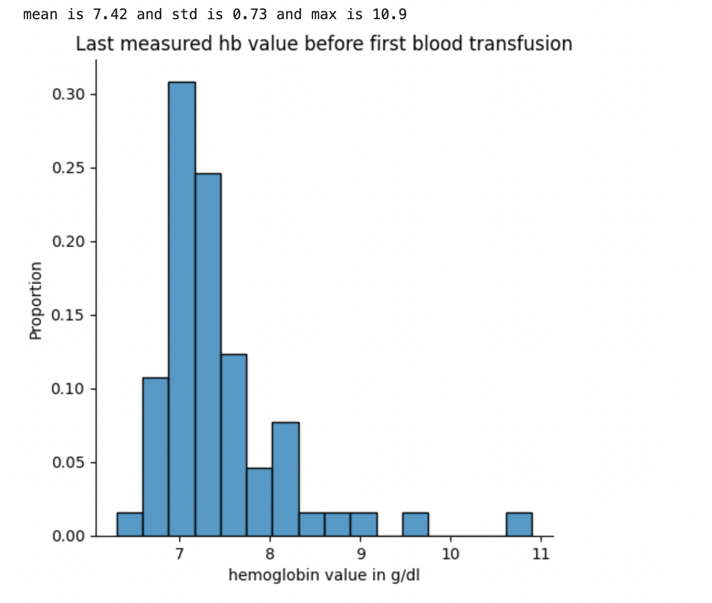 mean is 7.42 and std is 0.73 and max is 10.9
Last measured hb value before first blood transfusion
0.30
0.25
0.20
0.15
0.10
0.05
0.00
Proportion
7 8 9 10 11
hemoglobin value in g/dl